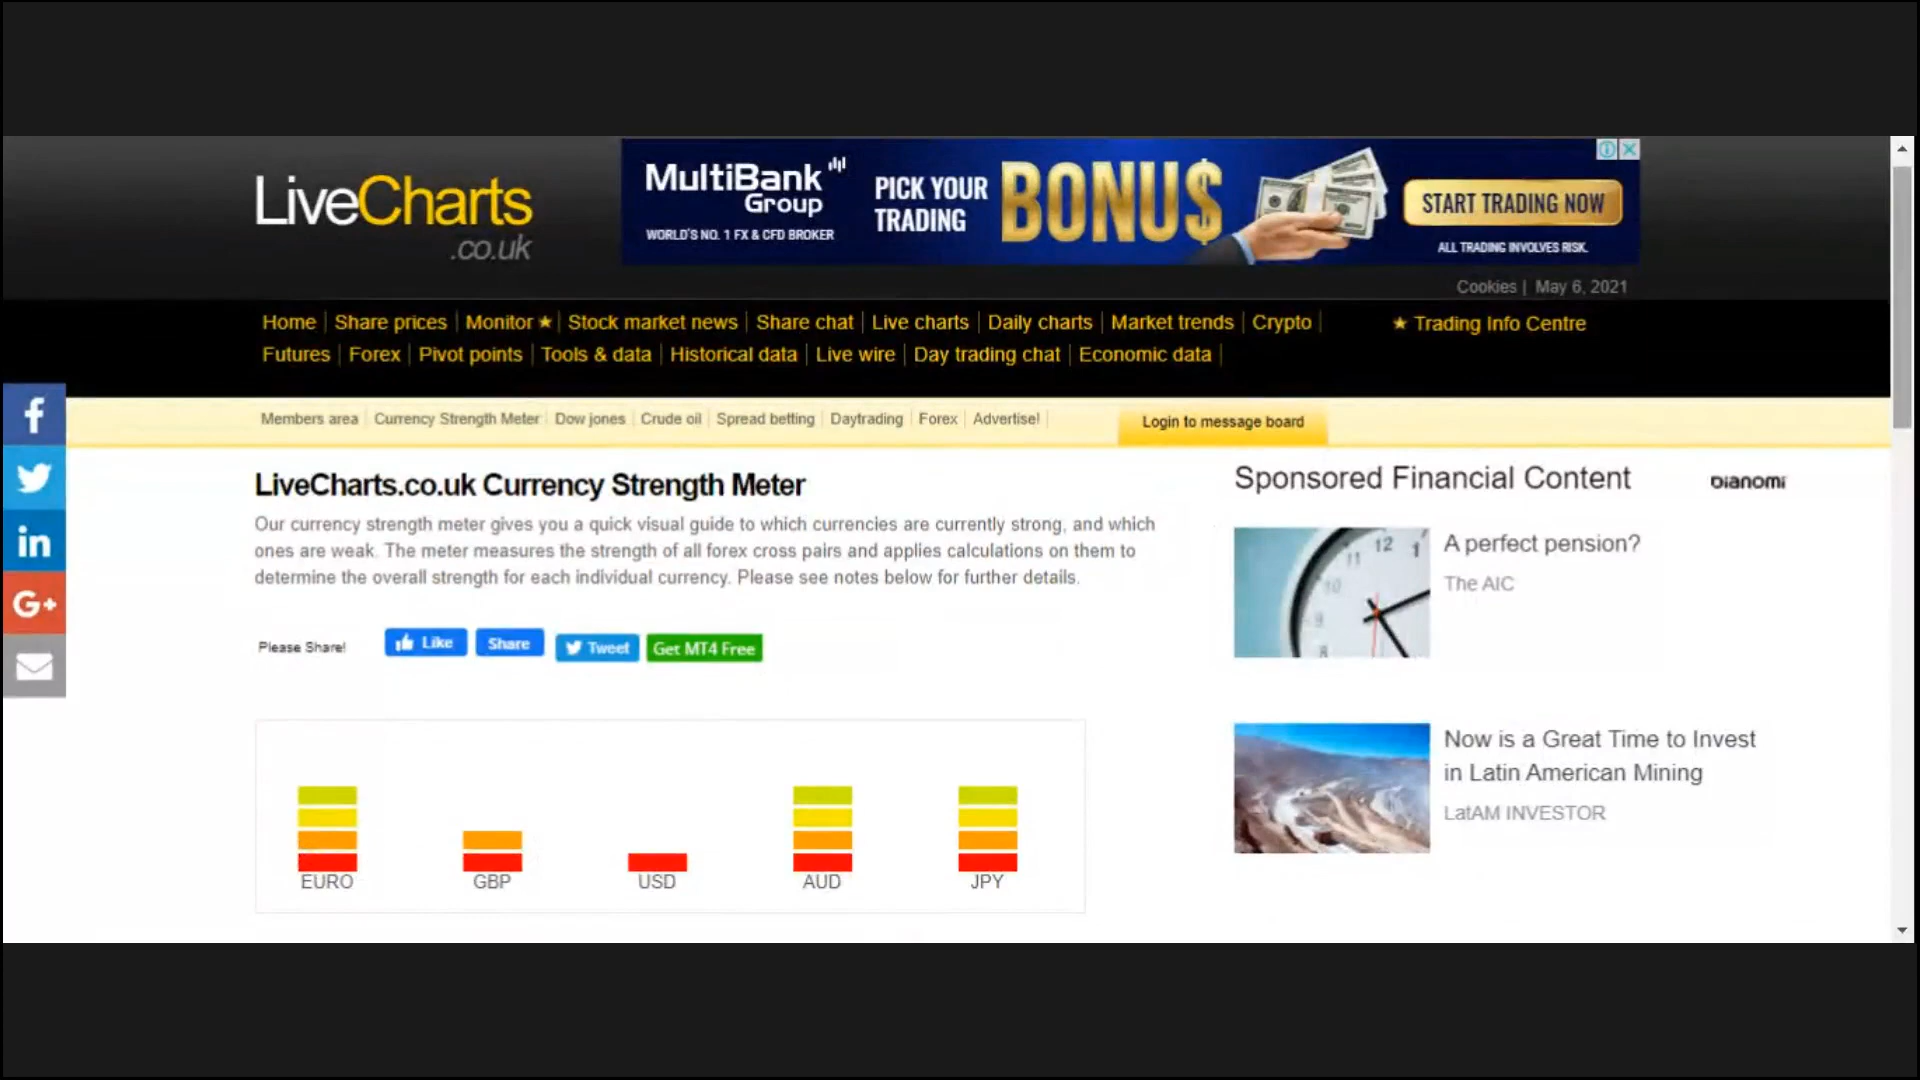 LiveCharts
.co.uk
MultiBank
Group
WORLD'S NO. 1 FX & CFD BROKER
PICK YOUR
TRADING
BONU$
START TRADING NOW
ALL TRADING INVOLVES RISK.
Cookies | May 6, 2021
Home | Share prices | Monitor ★ | Stock market news | Share chat | Live charts | Daily charts | Market trends | Crypto |
★ Trading Info Centre
Futures | Forex | Pivot points | Tools & data | Historical data | Live wire | Day trading chat | Economic data |
Members area | Currency Strength Meter | Dow jones | Crude oil | Spread betting | Daytrading | Forex | Advertise! |
Login to message board
LiveCharts.co.uk Currency Strength Meter
Our currency strength meter gives you a quick visual guide to which currencies are currently strong, and which
ones are weak. The meter measures the strength of all forex cross pairs and applies calculations on them to
determine the overall strength for each individual currency. Please see notes below for further details.
Please Share!
Like
Share
Tweet
Get MT4 Free
EURO
GBP
USD
AUD
JPY
Sponsored Financial Content
DIANOMI
12
1
11
10
9
8
A perfect pension?
The AIC
Now is a Great Time to Invest
in Latin American Mining
LatAM INVESTOR
f
in
G+